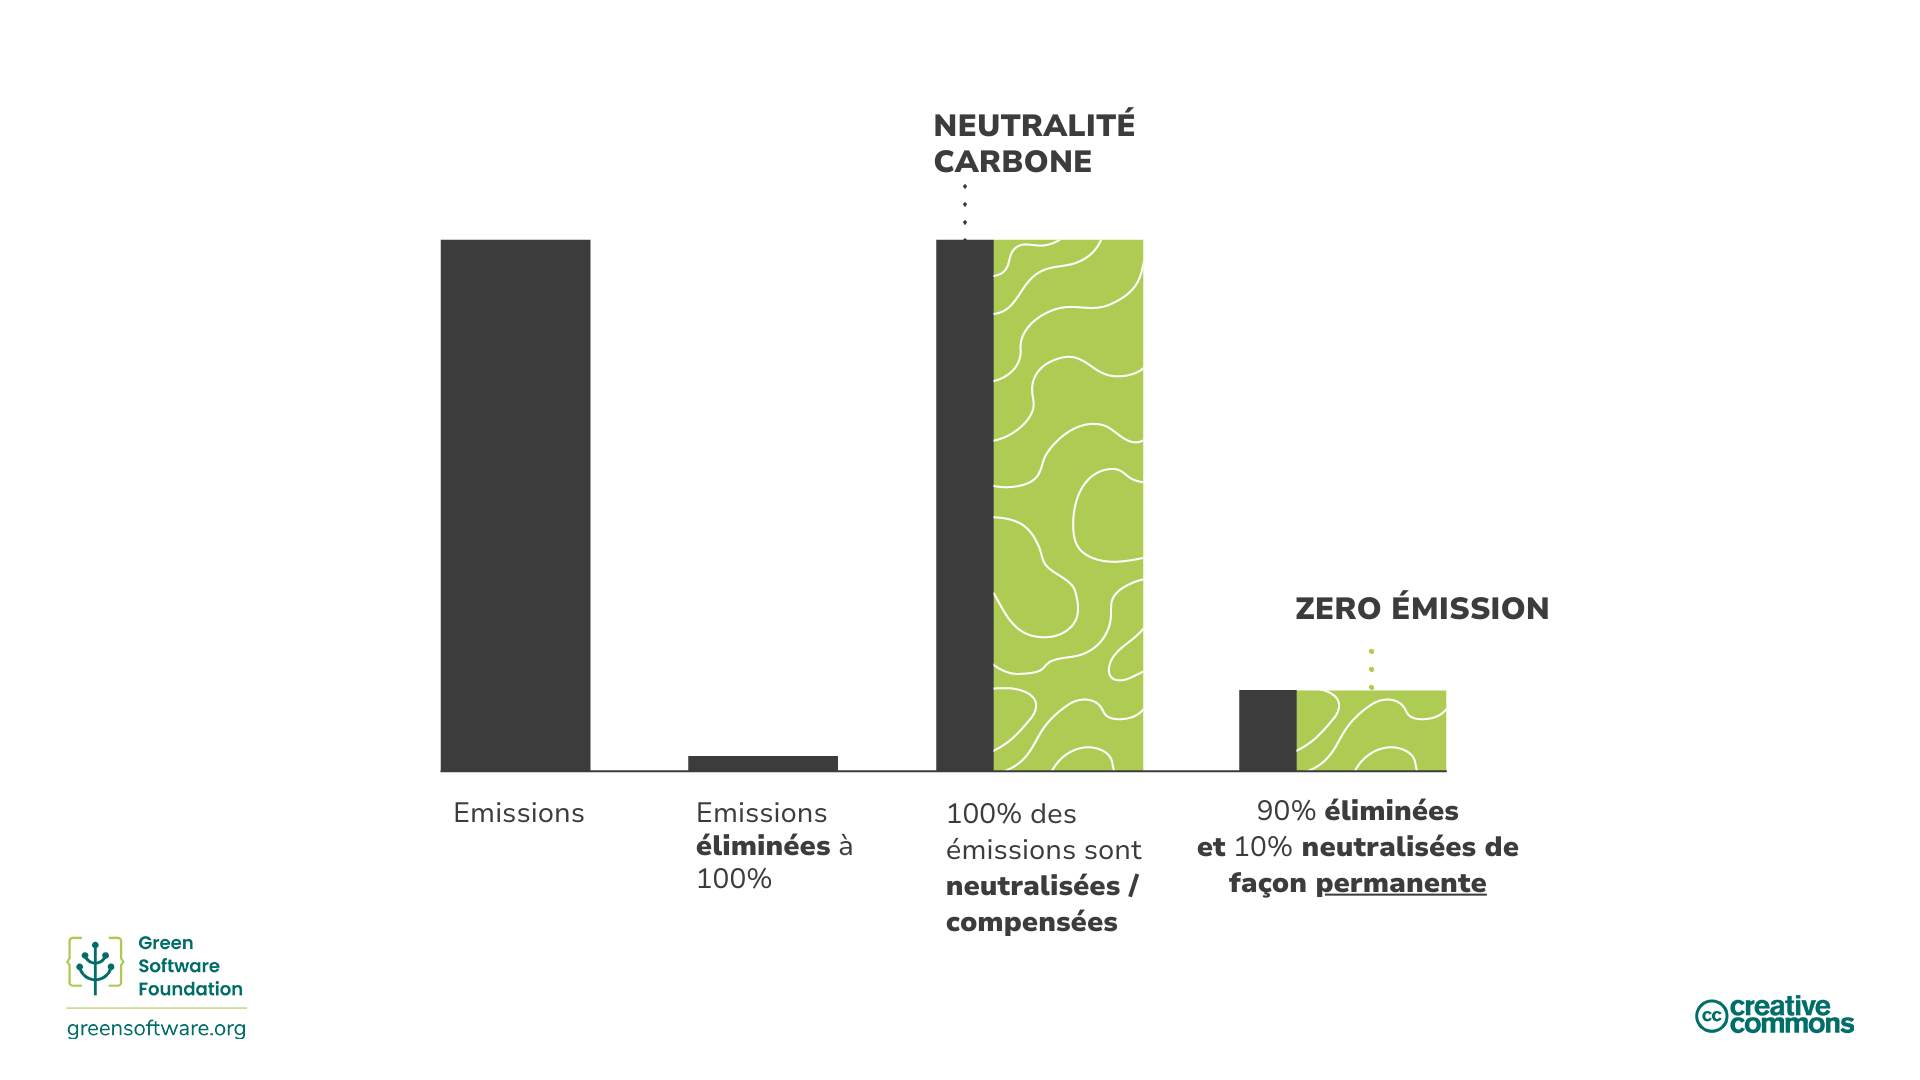 NEUTRALITÉ
CARBONE
ZERO ÉMISSION
Emissions
Emissions
éliminées à
100%
100% des
émissions sont
neutralisées /
compensées
90% éliminées
et 10% neutralisées de
façon permanente
Green
Software
Foundation
greensoftware.org
cc creative
commons